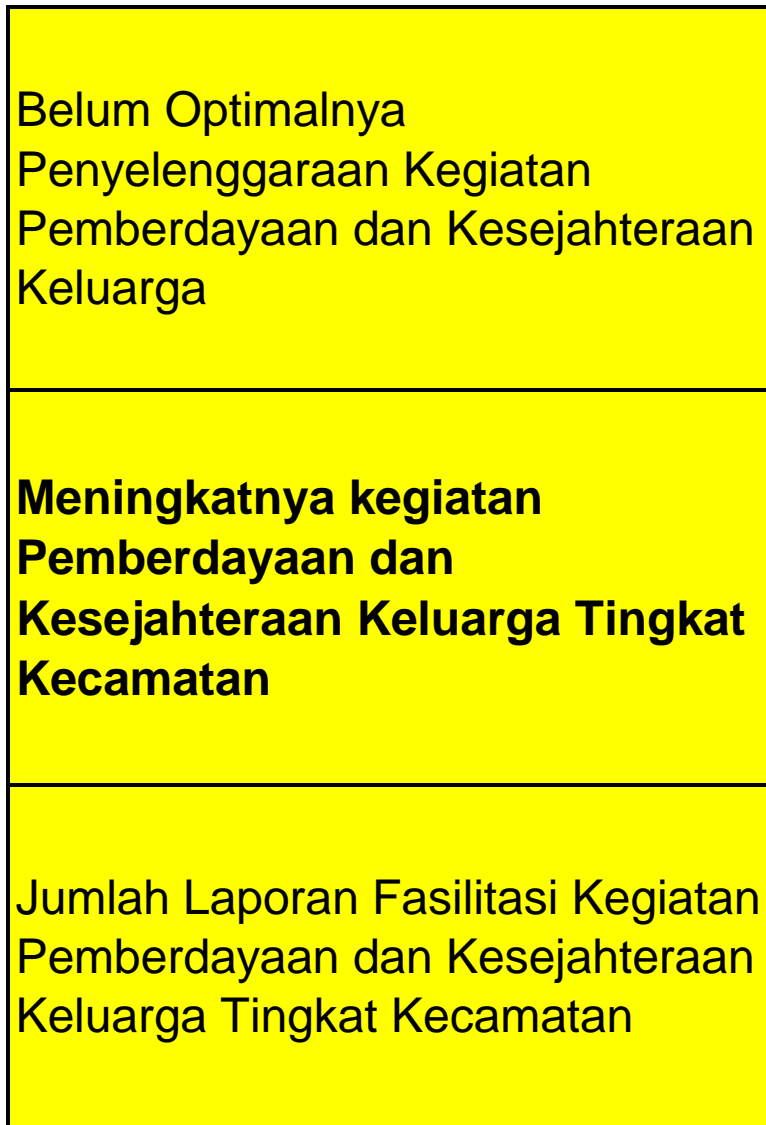 Belum Optimalnya
Penyelenggaraan Kegiatan
Pemberdayaan dan Kesejahteraan
Keluarga
Meningkatnya kegiatan
Pemberdayaan dan
Kesejahteraan Keluarga Tingkat
Kecamatan
Jumlah Laporan Fasilitasi Kegiatan
Pemberdayaan dan Kesejahteraan
Keluarga Tingkat Kecamatan